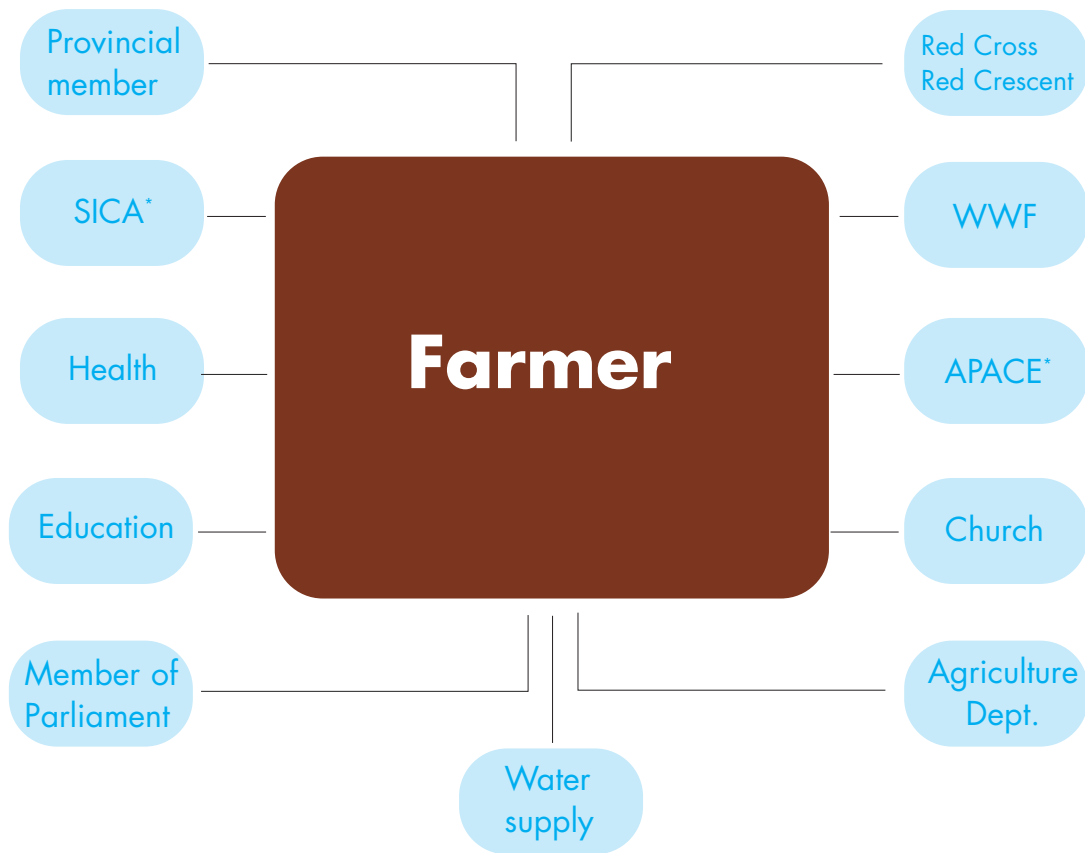 Provincial
member
Red Cross
Red Crescent
SICA*
WWF
Farmer
Health
APACE*
Education
Church
Member of
Parliament
Agriculture
Dept.
Water
supply